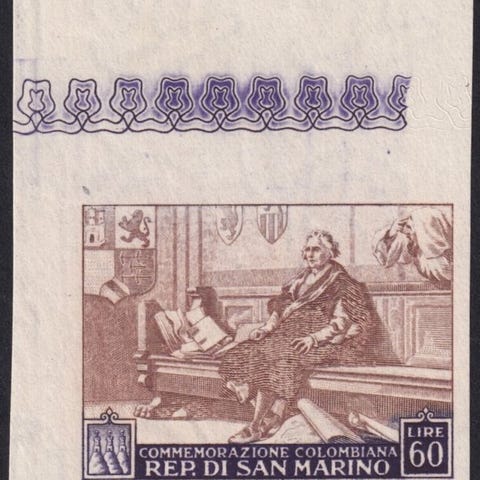 LIRE
60
COMMEMORAZIONE COLOMBIANA
REP. DI SAN MARINO